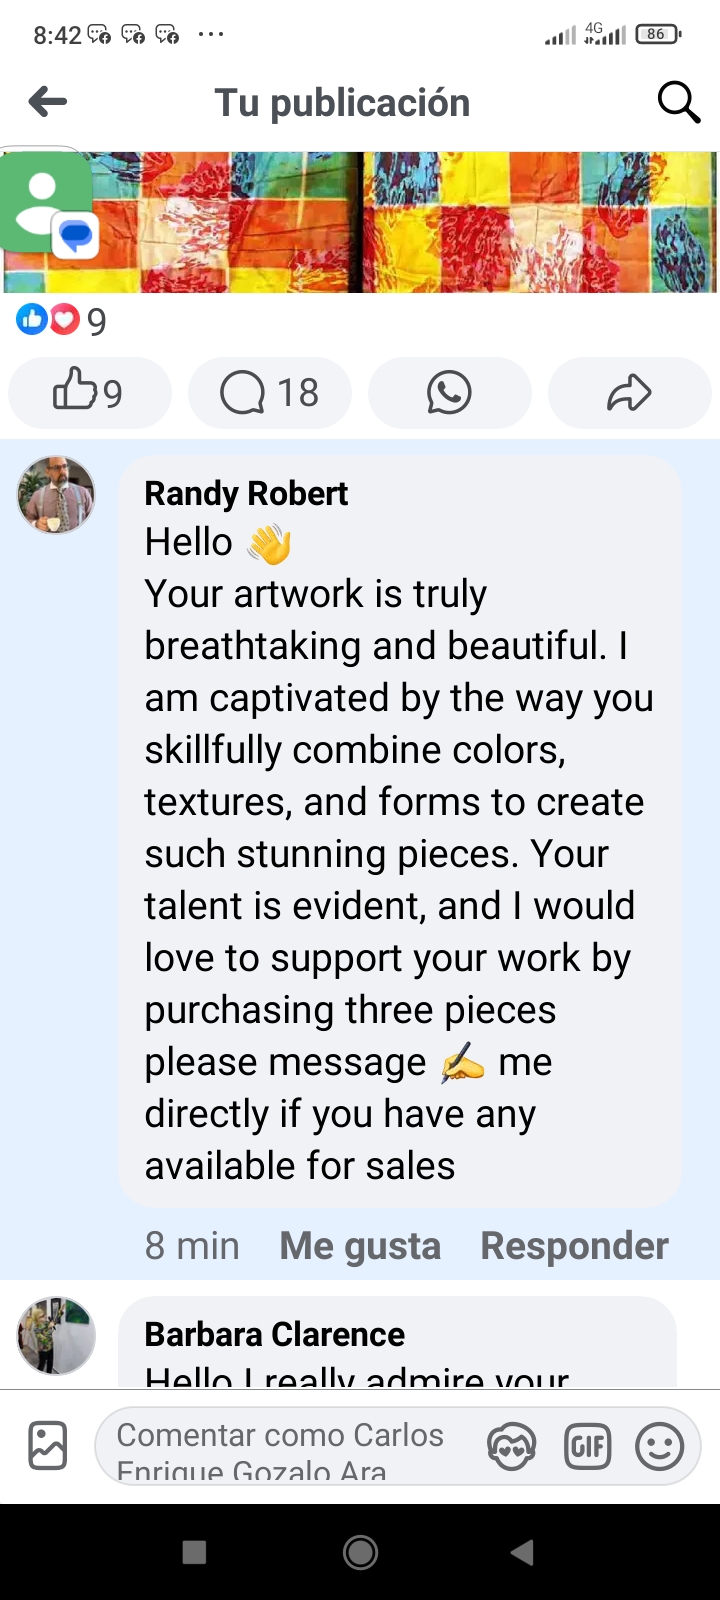 8:42
4G
86
Tu publicación
9
9
18
Randy Robert
Hello 👋
Your artwork is truly
breathtaking and beautiful. I
am captivated by the way you
skillfully combine colors,
textures, and forms to create
such stunning pieces. Your
talent is evident, and I would
love to support your work by
purchasing three pieces
please message ✍️ me
directly if you have any
available for sales
8 min Me gusta Responder
Barbara Clarence
Hello I really admire your
Comentar como Carlos
Enrique Gozalo Ara
GIF